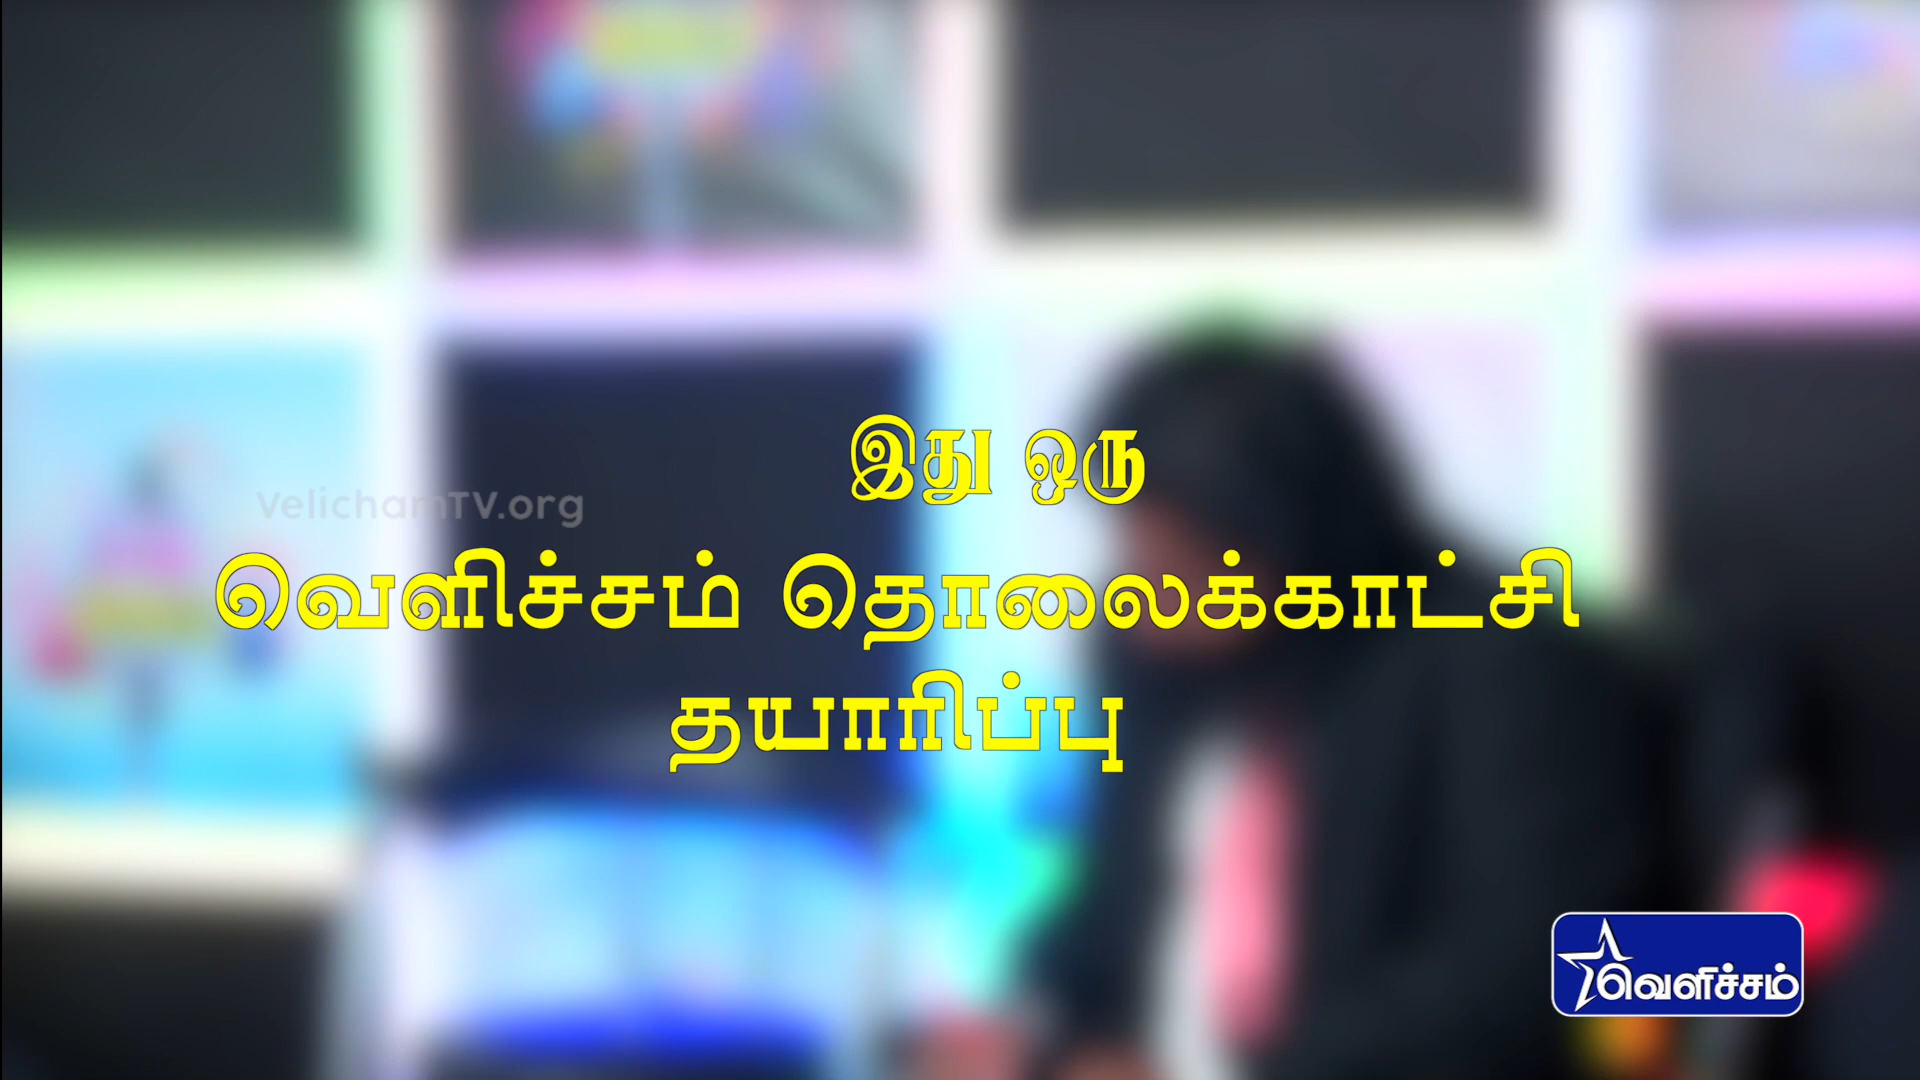 இது ஒரு
VelichamTV.org
வெளிச்சம் தொலைக்காட்சி
தயாரிப்பு
வெளிச்சம்